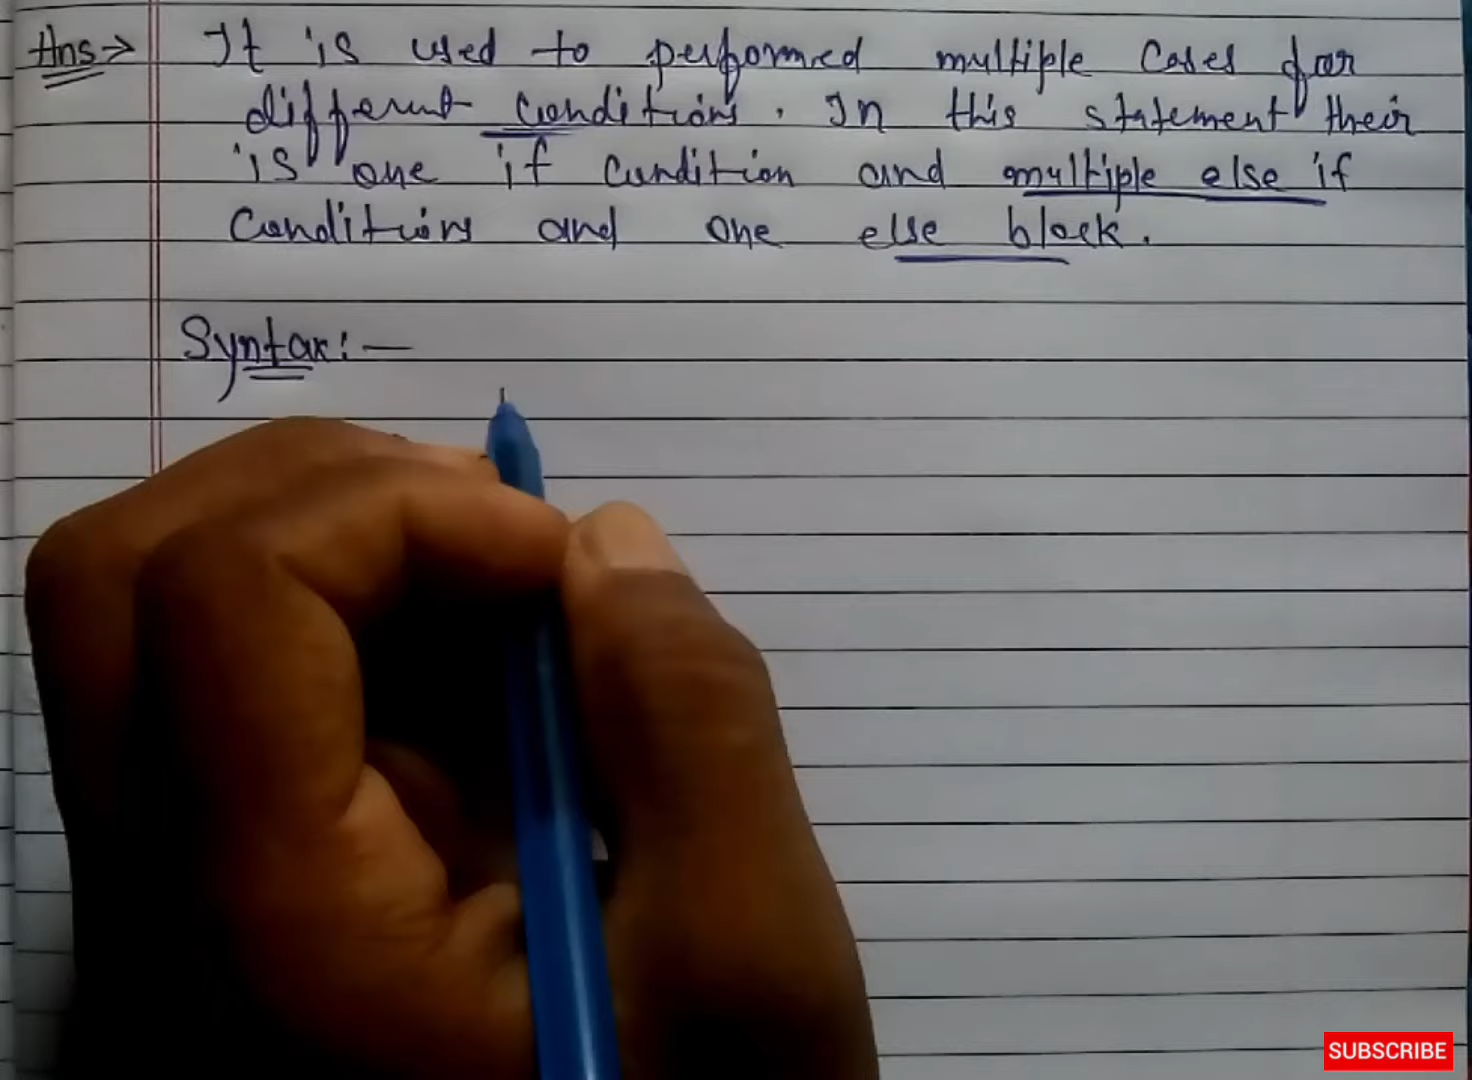 Ans→ It is used to performed multiple cases for
different conditions. In this statement their
is one if condition and multiple else if
conditions and one else block.
Syntax:—
SUBSCRIBE